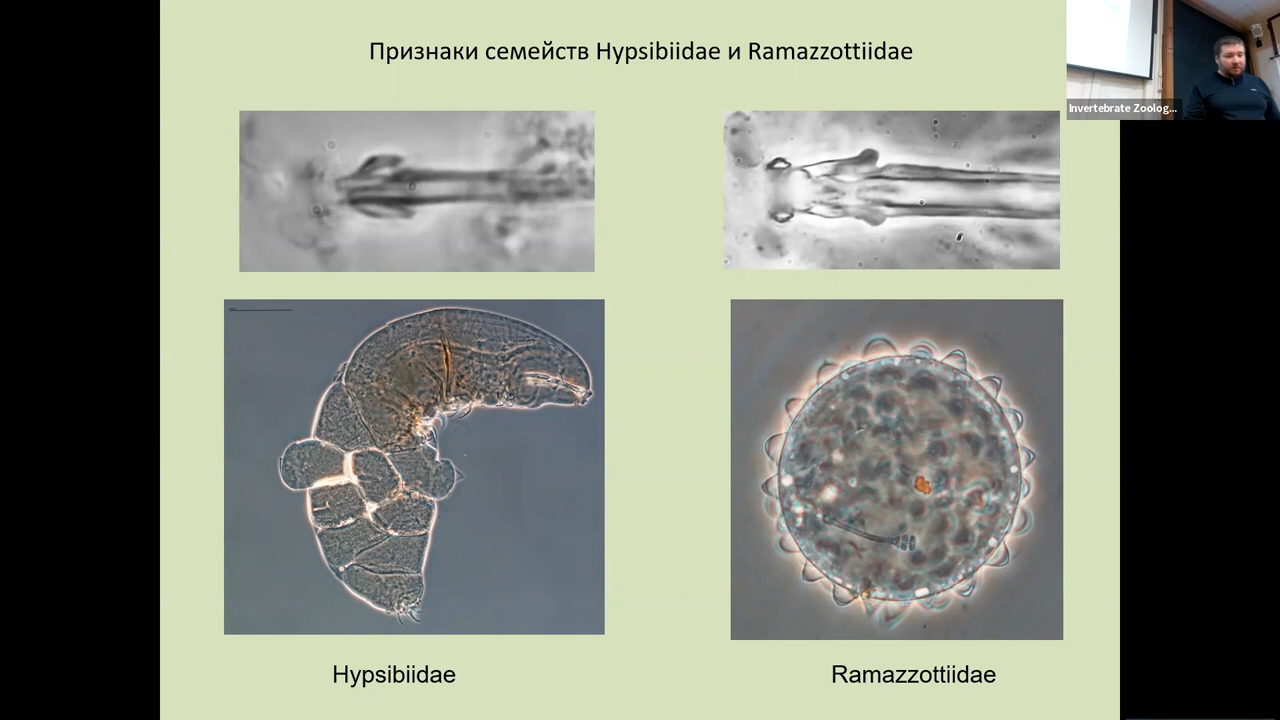 Признаки семейств Hypsibiidae и Ramazzottiidae
Invertebrate Zoolog...
Hypsibiidae
Ramazzottiidae